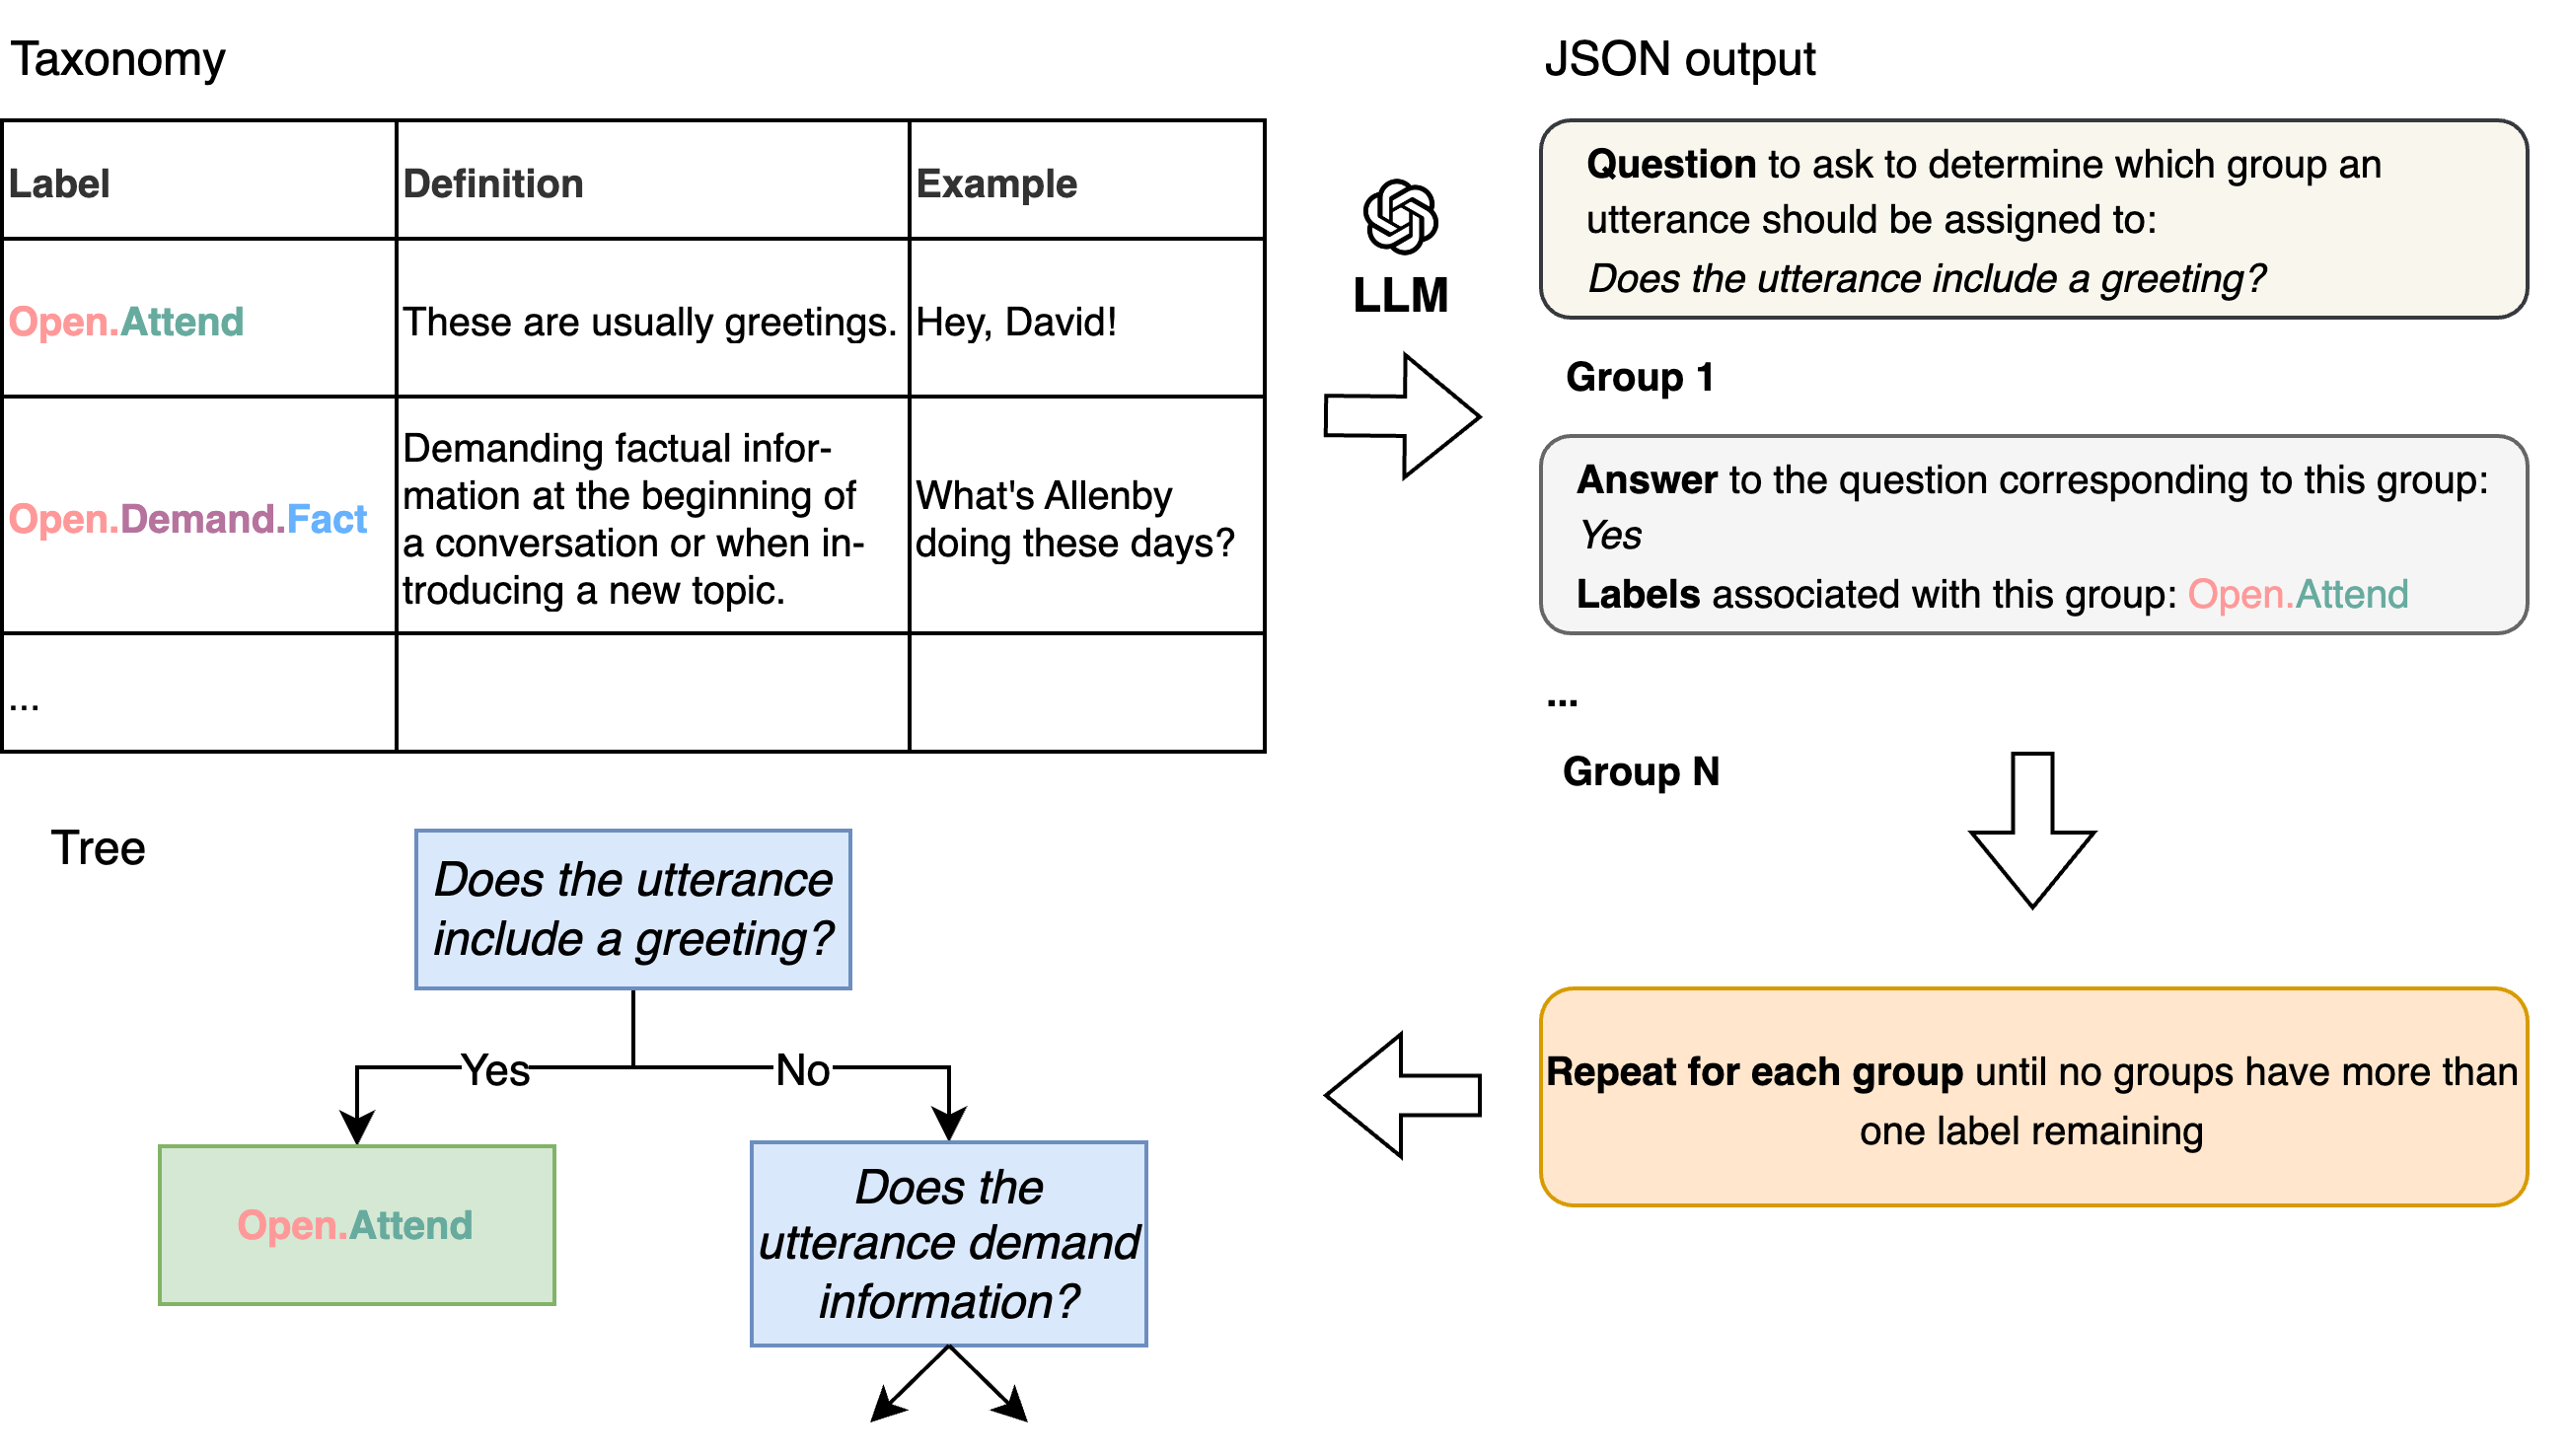 Taxonomy
Label
Definition
Example
Open.Attend
These are usually greetings.
Hey, David!
Open.Demand.Fact
Demanding factual infor-
mation at the beginning of
a conversation or when in-
troducing a new topic.
What's Allenby
doing these days?
...
LLM
JSON output
Question to ask to determine which group an
utterance should be assigned to:
Does the utterance include a greeting?
Group 1
Answer to the question corresponding to this group:
Yes
Labels associated with this group: Open.Attend
...
Group N
Repeat for each group until no groups have more than
one label remaining
Tree
Does the utterance
include a greeting?
Yes
No
Open.Attend
Does the
utterance demand
information?